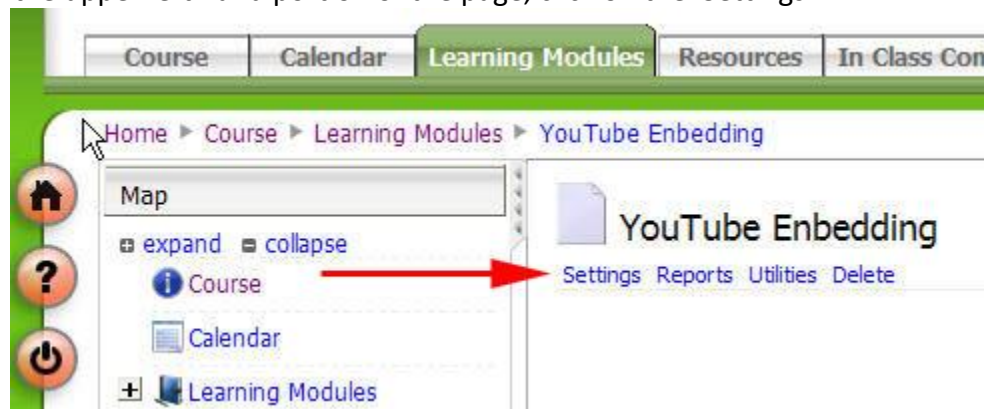 Course Calendar Learning Modules Resources In Class Com
Home ▶ Course ▶ Learning Modules ▶ YouTube Enbedding
Map
YouTube Enbedding
expand collapse
Settings Reports Utilities Delete
Course
Calendar
Learning Modules